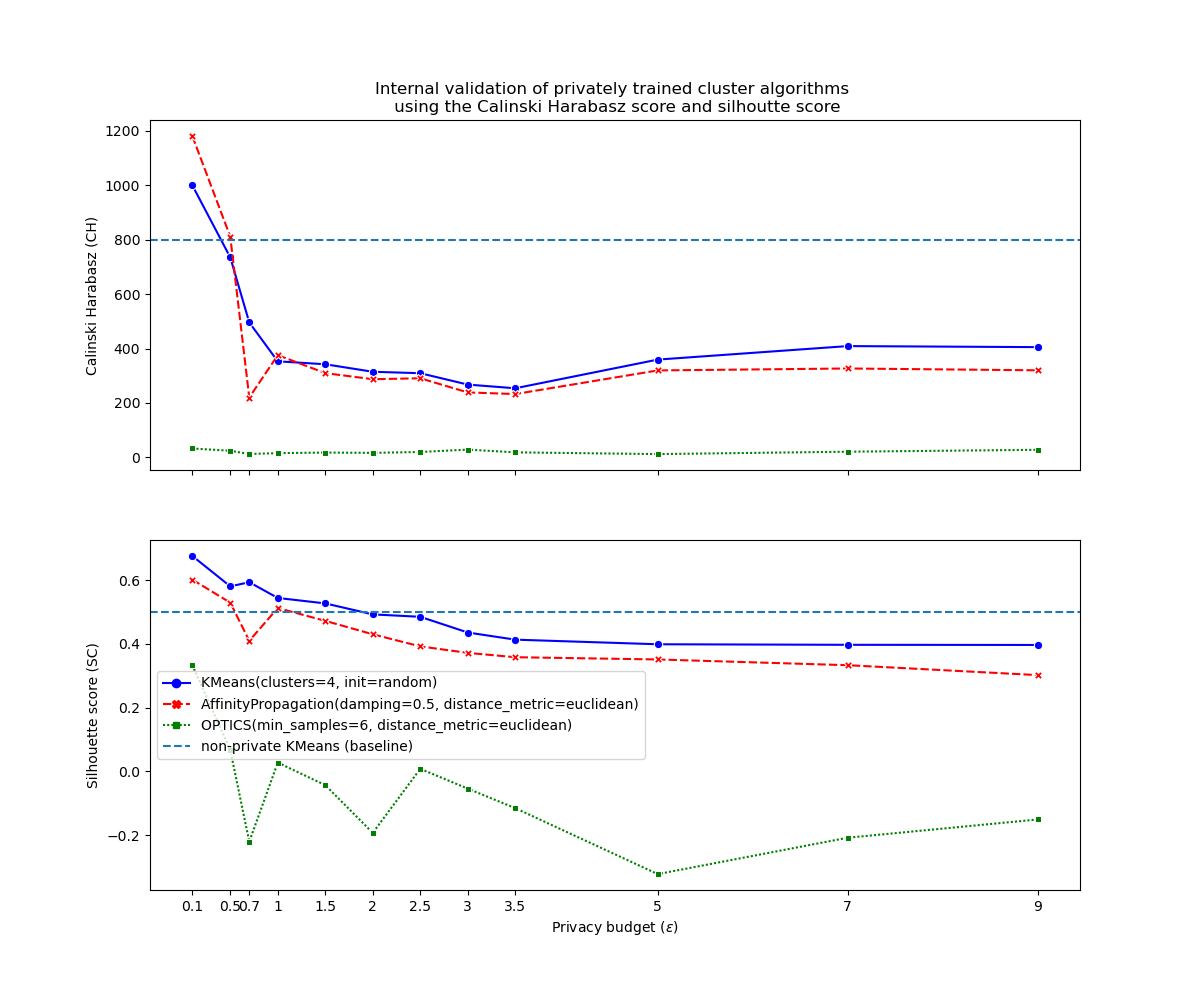 Internal validation of privately trained cluster algorithms
using the Calinski Harabasz score and silhoutte score
1200
1000
800
600
400
200
0
Calinski Harabasz (CH)
0.6
0.4
0.2
0.0
−0.2
Silhouette score (SC)
KMeans(clusters=4, init=random)
AffinityPropagation(damping=0.5, distance_metric=euclidean)
OPTICS(min_samples=6, distance_metric=euclidean)
non-private KMeans (baseline)
0.1 0.5 0.7 1 1.5 2 2.5 3 3.5 5 7 9
Privacy budget (ε)